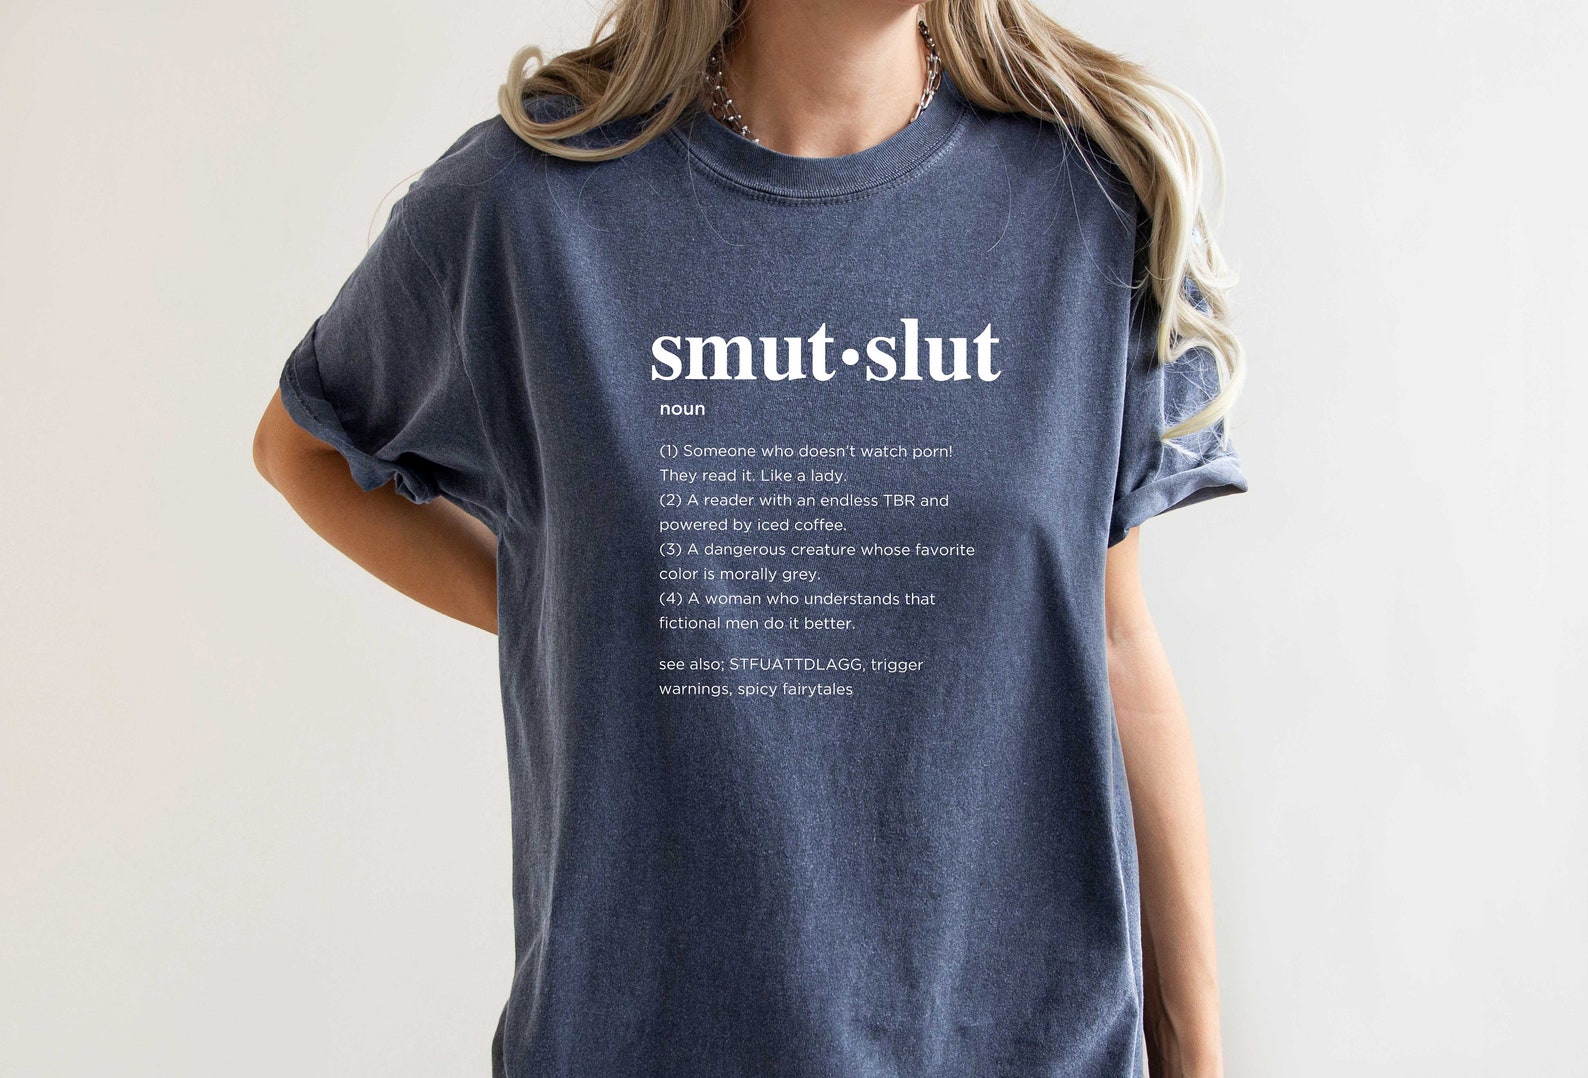 smut•slut
noun
(1) Someone who doesn't watch porn!
They read it. Like a lady.
(2) A reader with an endless TBR and
powered by iced coffee.
(3) A dangerous creature whose favorite
color is morally grey.
(4) A woman who understands that
fictional men do it better.
see also; STFUATTDLAGG, trigger
warnings, spicy fairytales